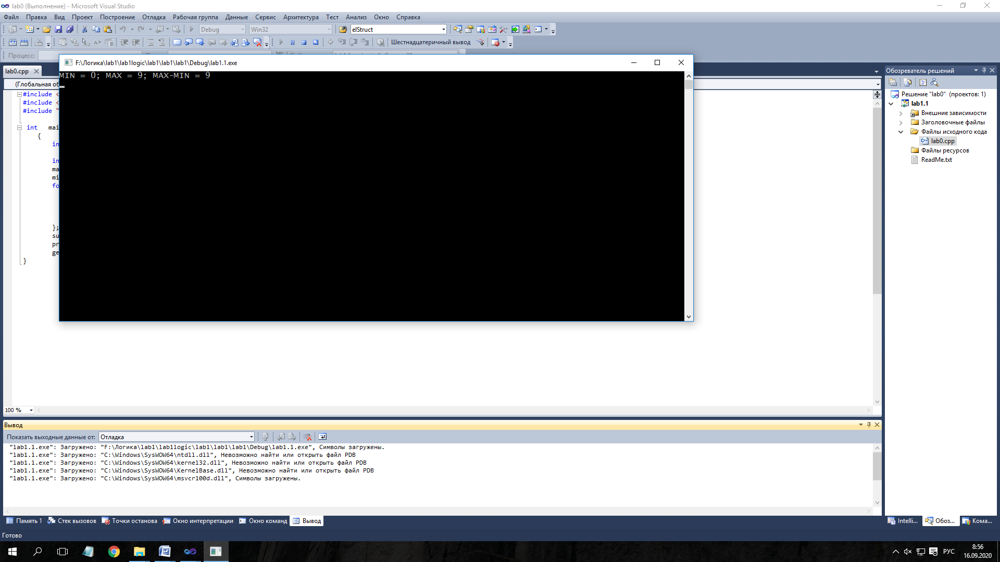 lab0 (Выполнение) - Microsoft Visual Studio
Файл Правка Вид Проект Построение Отладка Рабочая группа Данные Сервис Архитектура Тест Анализ Окно Справка
Debug Win32 elStruct
Шестнадцатеричный вывод
Процесс:
F:\Логика\lab1\lab1logic\lab1\lab1\lab1\Debug\lab1.1.exe
MIN = 0; MAX = 9; MAX-MIN = 9
lab0.cpp
(Глобальная об
#include <
#include <
#include "
int mai
{
in
in
ma
mi
fo
};
su
pr
ge
}
100 %
Обозреватель решений
Решение "lab0" (проектов: 1)
lab1.1
Внешние зависимости
Заголовочные файлы
Файлы исходного кода
lab0.cpp
Файлы ресурсов
ReadMe.txt
Вывод
Показать выходные данные от: Отладка
"lab1.1.exe": Загружено: "F:\Логика\lab1\lab1logic\lab1\lab1\lab1\Debug\lab1.1.exe", Символы загружены.
"lab1.1.exe": Загружено: "C:\Windows\SysWOW64\ntdll.dll", Невозможно найти или открыть файл PDB
"lab1.1.exe": Загружено: "C:\Windows\SysWOW64\kernel32.dll", Невозможно найти или открыть файл PDB
"lab1.1.exe": Загружено: "C:\Windows\SysWOW64\KernelBase.dll", Невозможно найти или открыть файл PDB
"lab1.1.exe": Загружено: "C:\Windows\SysWOW64\msvcr100d.dll", Символы загружены.
Память 1 Стек вызовов Точки останова Окно интерпретации Окно команд Вывод
Intelli... Обоз... Кома...
Готово
РУС
8:56
16.09.2020